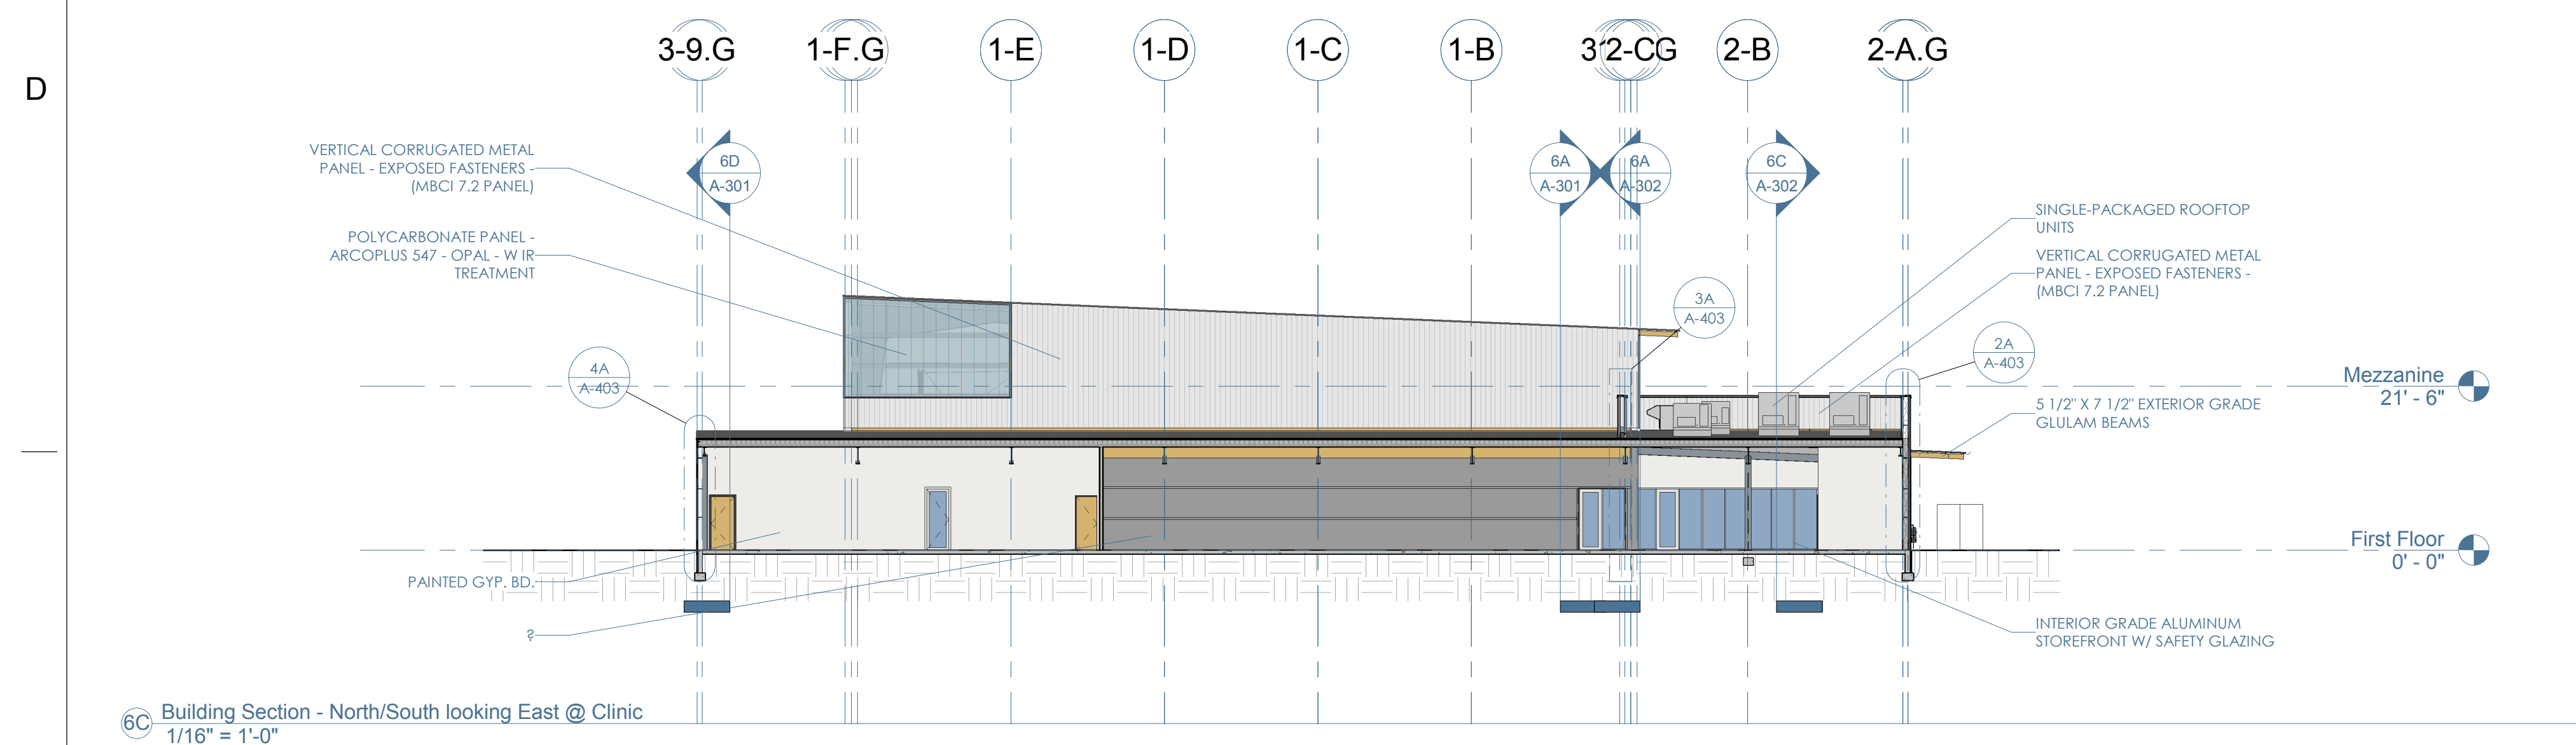 D
3-9.G
1-F.G
1-E
1-D
1-C
1-B
2-C
2-B
2-A.G
VERTICAL CORRUGATED METAL
PANEL - EXPOSED FASTENERS -
(MBCI 7.2 PANEL)
POLYCARBONATE PANEL -
ARCOPLUS 547 - OPAL - W IR
TREATMENT
6D
A-301
6A
A-301
6A
A-302
6C
A-302
SINGLE-PACKAGED ROOFTOP
UNITS
VERTICAL CORRUGATED METAL
PANEL - EXPOSED FASTENERS -
(MBCI 7.2 PANEL)
3A
A-403
4A
A-403
2A
A-403
Mezzanine
21' - 6"
5 1/2" X 7 1/2" EXTERIOR GRADE
GLULAM BEAMS
First Floor
0' - 0"
PAINTED GYP. BD.
?
INTERIOR GRADE ALUMINUM
STOREFRONT W/ SAFETY GLAZING
6C
Building Section - North/South looking East @ Clinic
1/16" = 1'-0"